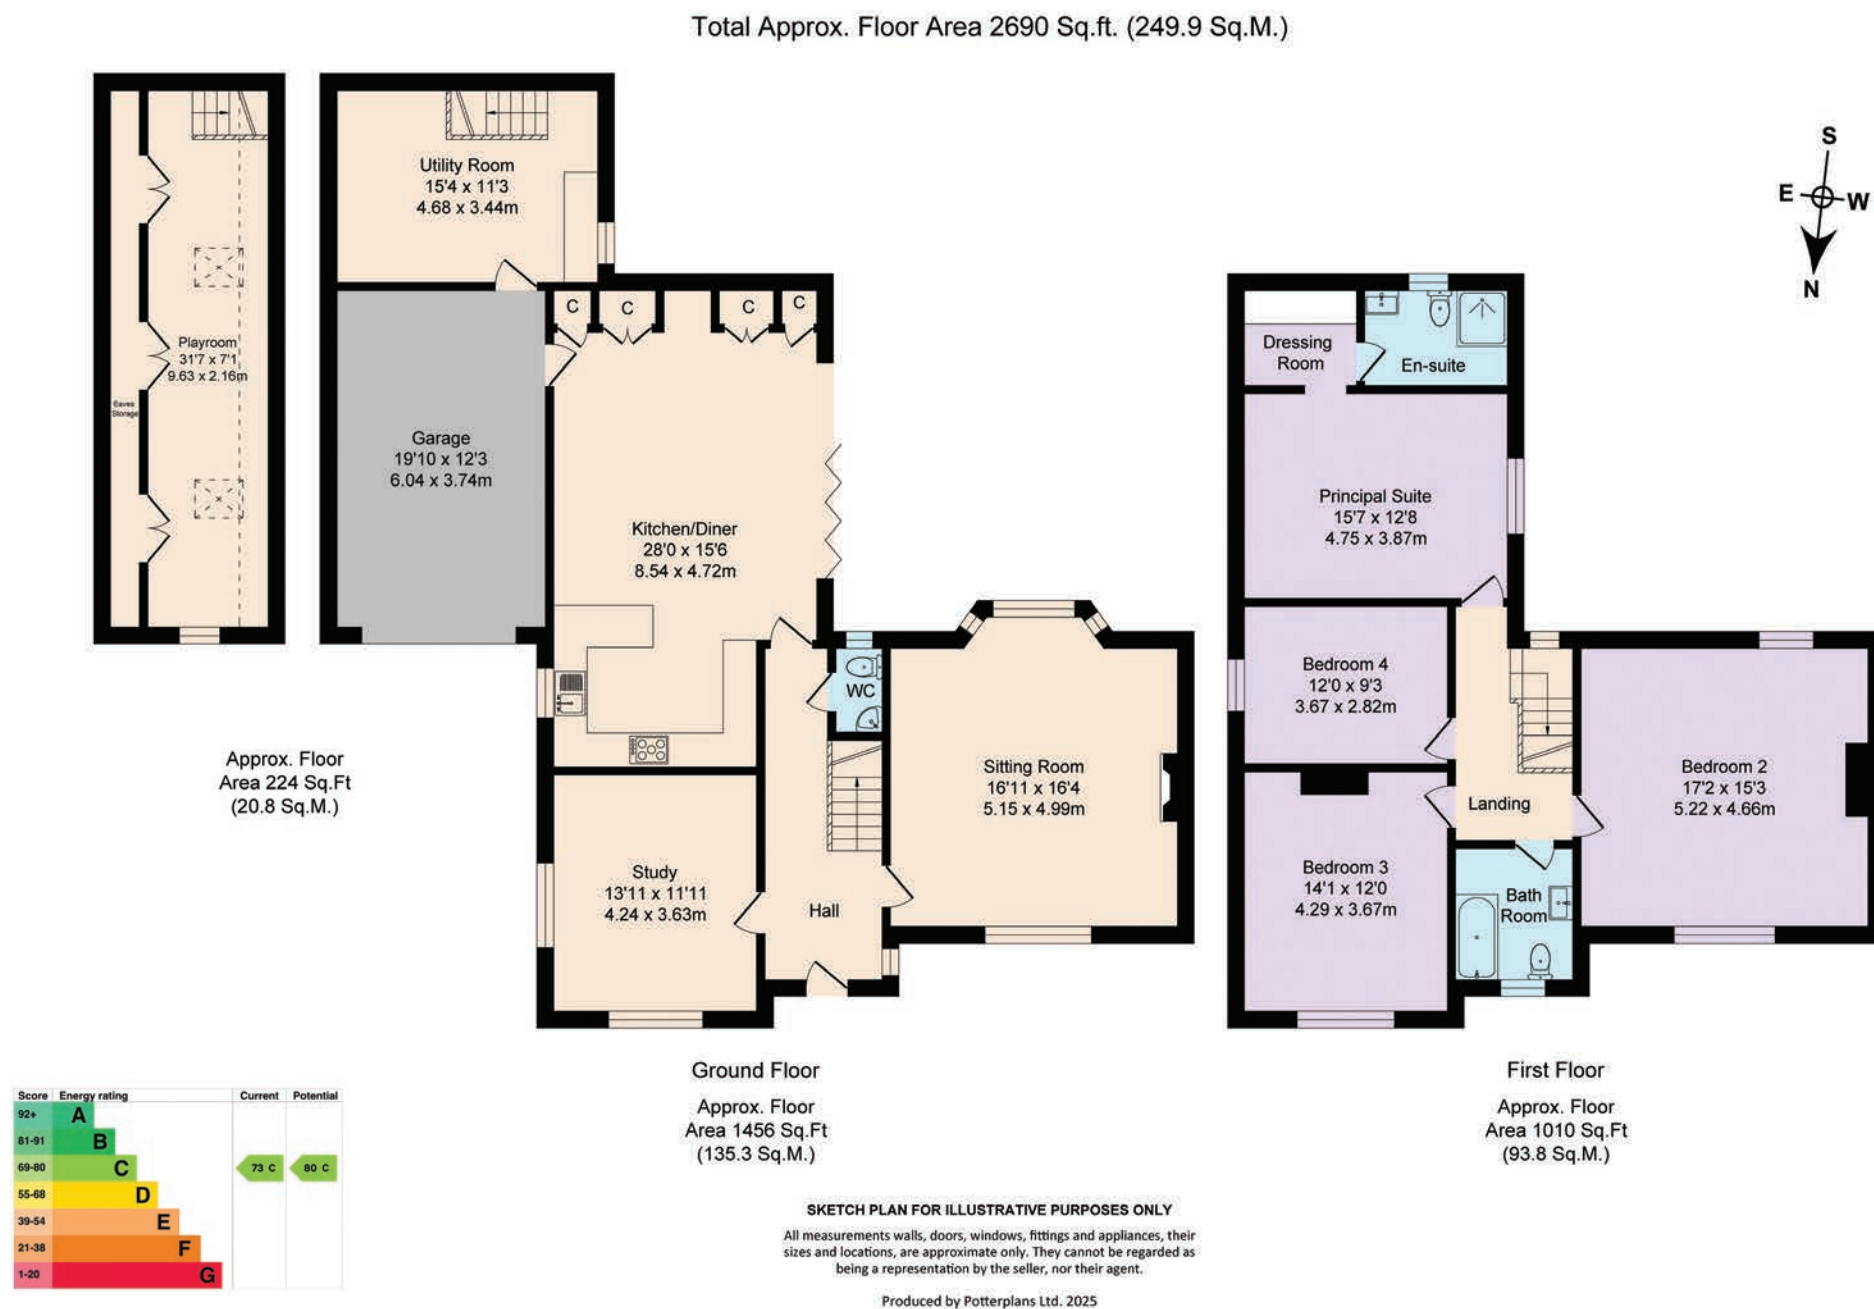 Total Approx. Floor Area 2690 Sq.ft. (249.9 Sq.M.)
Playroom
31'7 x 7'1
9.63 x 2.16m
Eaves
Storage
Approx. Floor
Area 224 Sq.Ft
(20.8 Sq.M.)
Utility Room
15'4 x 11'3
4.68 x 3.44m
C
C
C
C
Garage
19'10 x 12'3
6.04 x 3.74m
Kitchen/Diner
28'0 x 15'6
8.54 x 4.72m
WC
Sitting Room
16'11 x 16'4
5.15 x 4.99m
Study
13'11 x 11'11
4.24 x 3.63m
Hall
Ground Floor
Approx. Floor
Area 1456 Sq.Ft
(135.3 Sq.M.)
S
E
W
N
Dressing
Room
En-suite
Principal Suite
15'7 x 12'8
4.75 x 3.87m
Bedroom 4
12'0 x 9'3
3.67 x 2.82m
Landing
Bedroom 2
17'2 x 15'3
5.22 x 4.66m
Bedroom 3
14'1 x 12'0
4.29 x 3.67m
Bath
Room
First Floor
Approx. Floor
Area 1010 Sq.Ft
(93.8 Sq.M.)
Score Energy rating Current Potential
92+ A
81-91 B
69-80 C 73 C 80 C
55-68 D
39-54 E
21-38 F
1-20 G
SKETCH PLAN FOR ILLUSTRATIVE PURPOSES ONLY
All measurements walls, doors, windows, fittings and appliances, their
sizes and locations, are approximate only. They cannot be regarded as
being a representation by the seller, nor their agent.
Produced by Potterplans Ltd. 2025